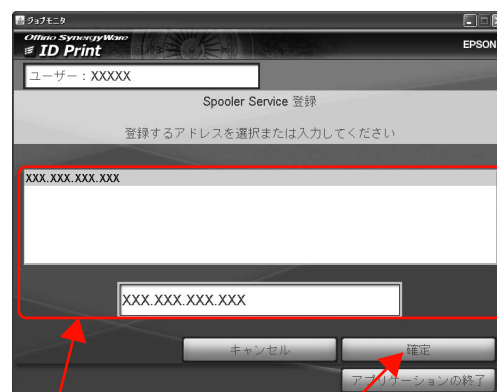 ジョブモニタ
Offirio SynergyWare
ID Print
EPSON
ユーザー：XXXXX
Spooler Service 登録
登録するアドレスを選択または入力してください
XXX.XXX.XXX.XXX
XXX.XXX.XXX.XXX
キャンセル
確定
アプリケーションの終了